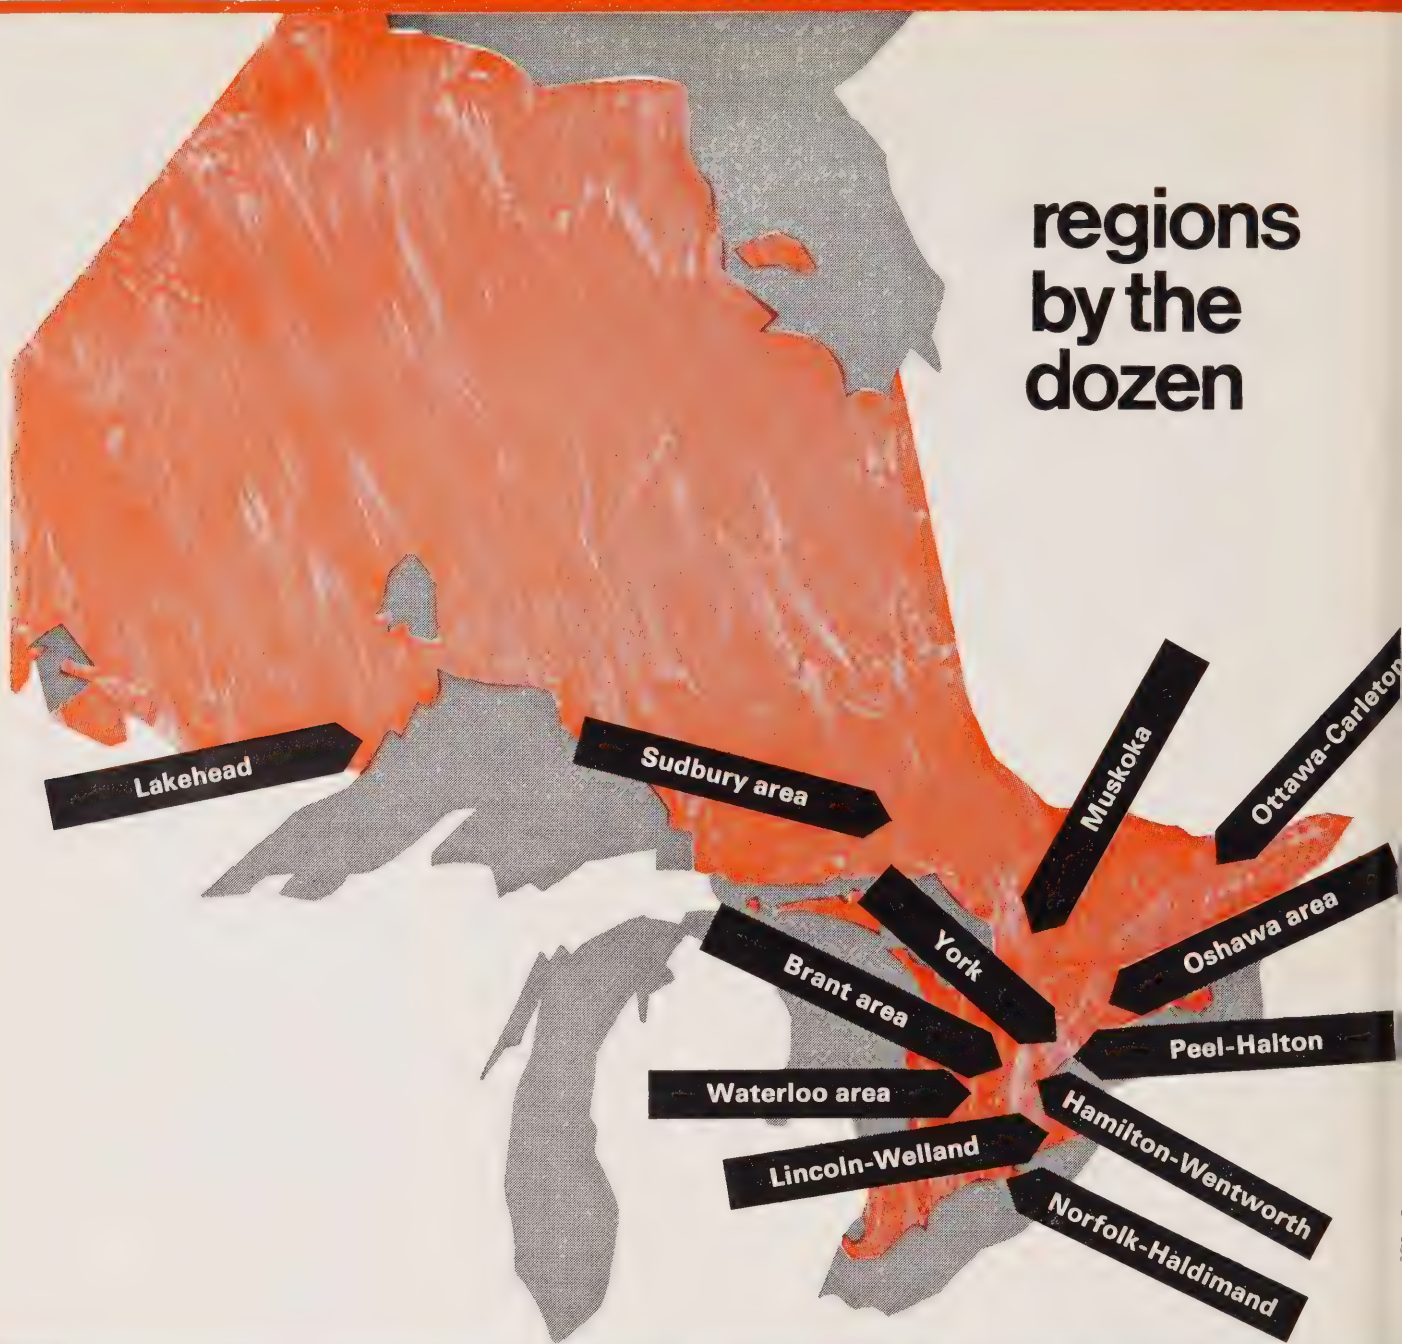 regions
by the
dozen
Lakehead
Sudbury area
Muskoka
Ottawa-Carleton
York
Oshawa area
Brant area
Peel-Halton
Waterloo area
Hamilton-Wentworth
Lincoln-Welland
Norfolk-Haldimand